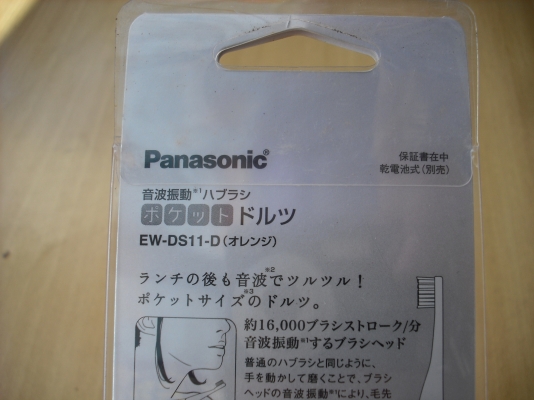 Panasonic®
保証書在中
乾電池式(別売)
音波振動※1ハブラシ
ポケットドルツ
EW-DS11-D(オレンジ)
ランチの後も音波※2でツルツル!
ポケットサイズ※3のドルツ。
約16,000ブラシストローク/分
音波振動※1するブラシヘッド
普通のハブラシと同じように、
手を動かして磨くことで、ブラシ
ヘッドの音波振動※1により、毛先